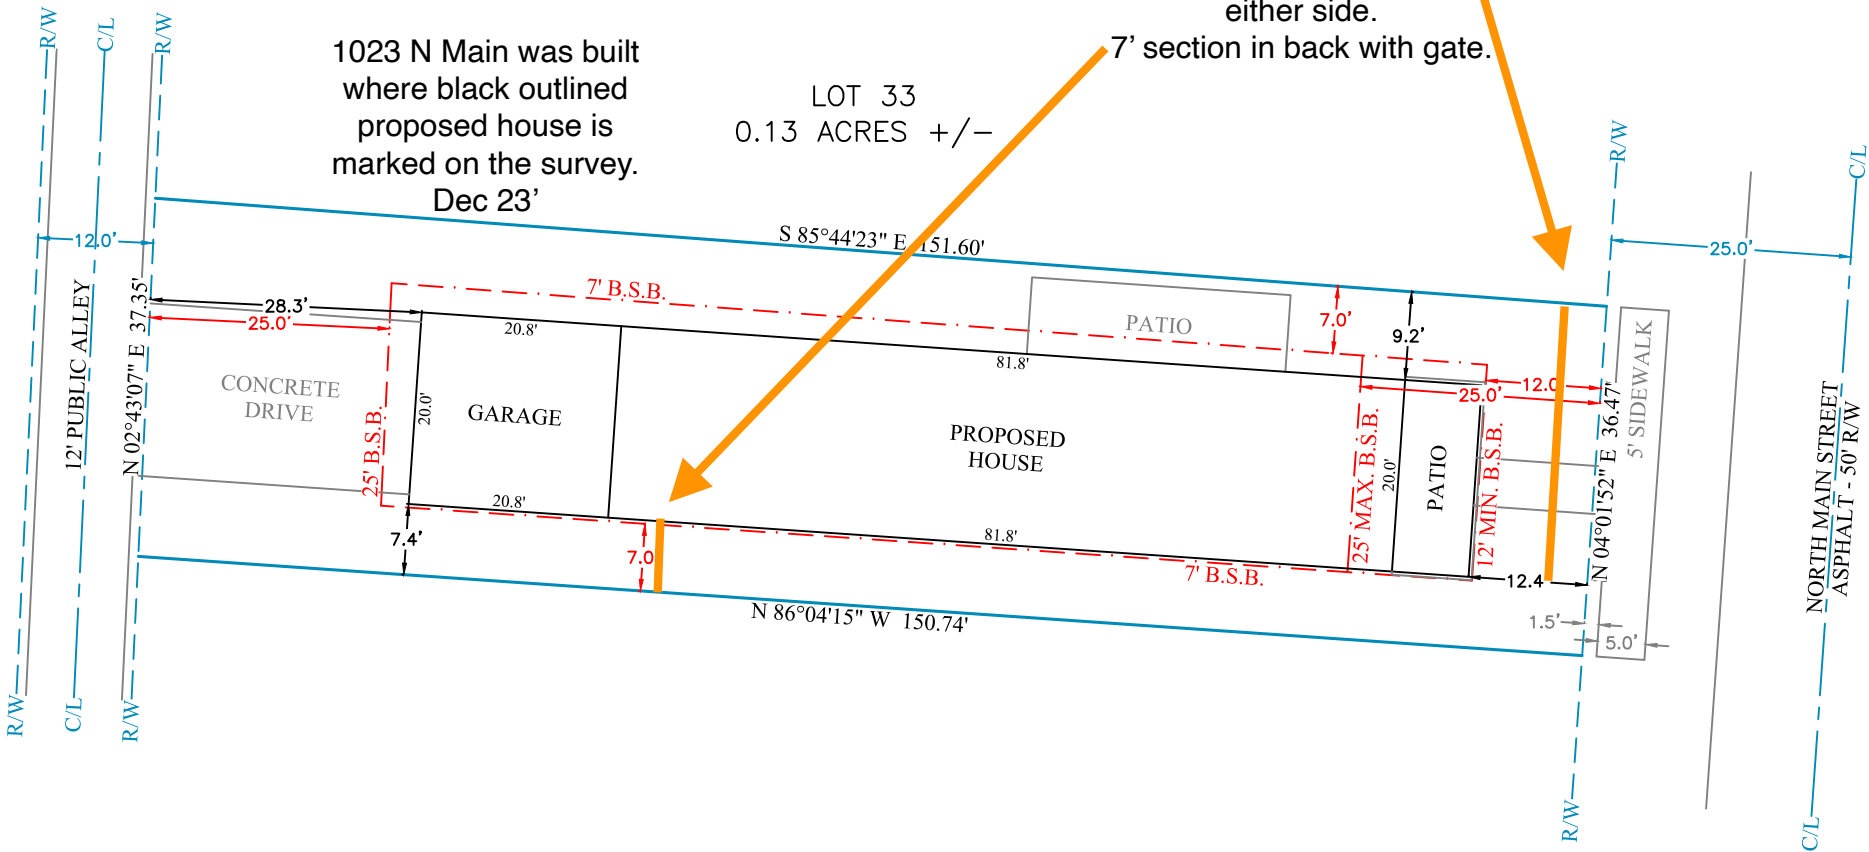 either side.
7' section in back with gate.
1023 N Main was built
where black outlined
proposed house is
marked on the survey.
Dec 23’
LOT 33
0.13 ACRES +/−
R/W
C/L
R/W
R/W
C/L
12.0'
25.0'
S 85°44'23" E 151.60'
12' PUBLIC ALLEY
N 02°43'07" E 37.35'
28.3'
25.0'
7' B.S.B.
20.8'
PATIO
7.0'
9.2'
81.8'
12.0
25.0'
CONCRETE
DRIVE
25' B.S.B.
20.0'
GARAGE
PROPOSED
HOUSE
25' MAX. B.S.B.
20.0'
PATIO
12' MIN. B.S.B.
N 04°01'52" E 36.47'
5' SIDEWALK
NORTH MAIN STREET
ASPHALT - 50' R/W
20.8'
7.4'
7.0
81.8'
7' B.S.B.
12.4
N 86°04'15" W 150.74'
1.5'
5.0'
R/W
C/L
R/W
R/W
C/L